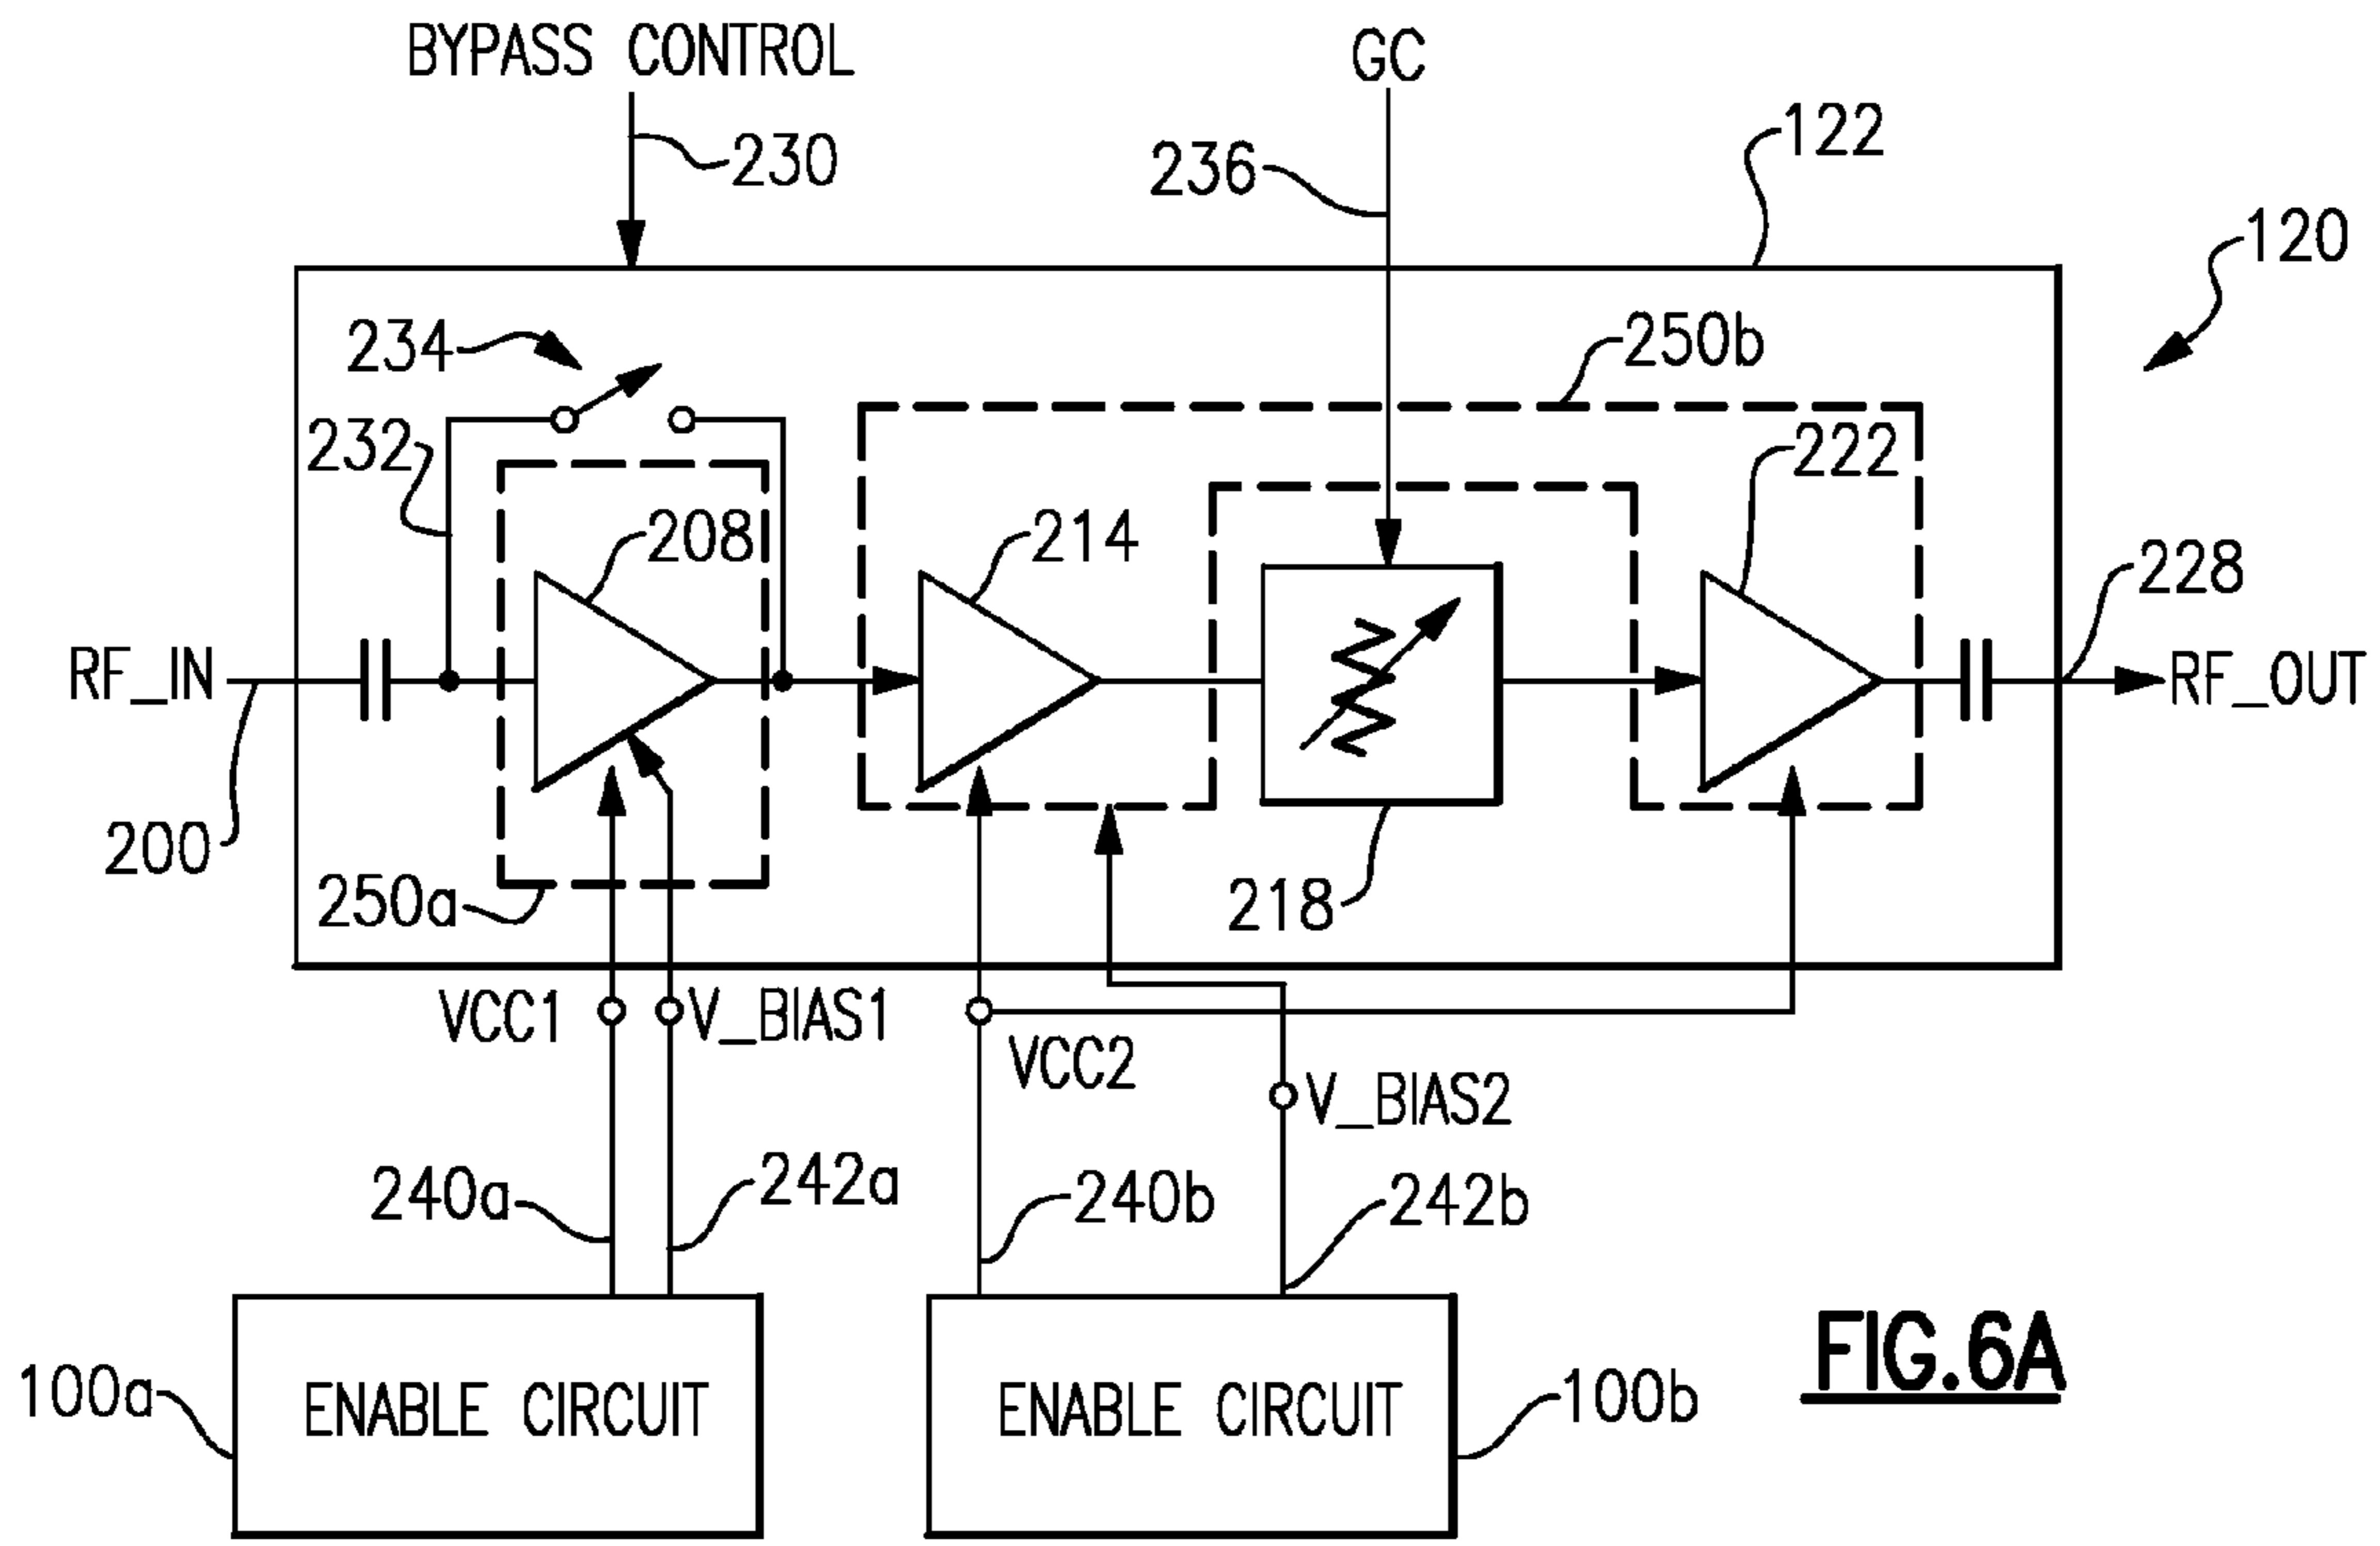 BYPASS CONTROL
GC
230
236
122
120
234
250b
232
208
214
222
228
RF_IN
RF_OUT
200
250a
218
VCC1
V_BIAS1
VCC2
V_BIAS2
240a
242a
240b
242b
100a
ENABLE CIRCUIT
ENABLE CIRCUIT
100b
FIG.6A